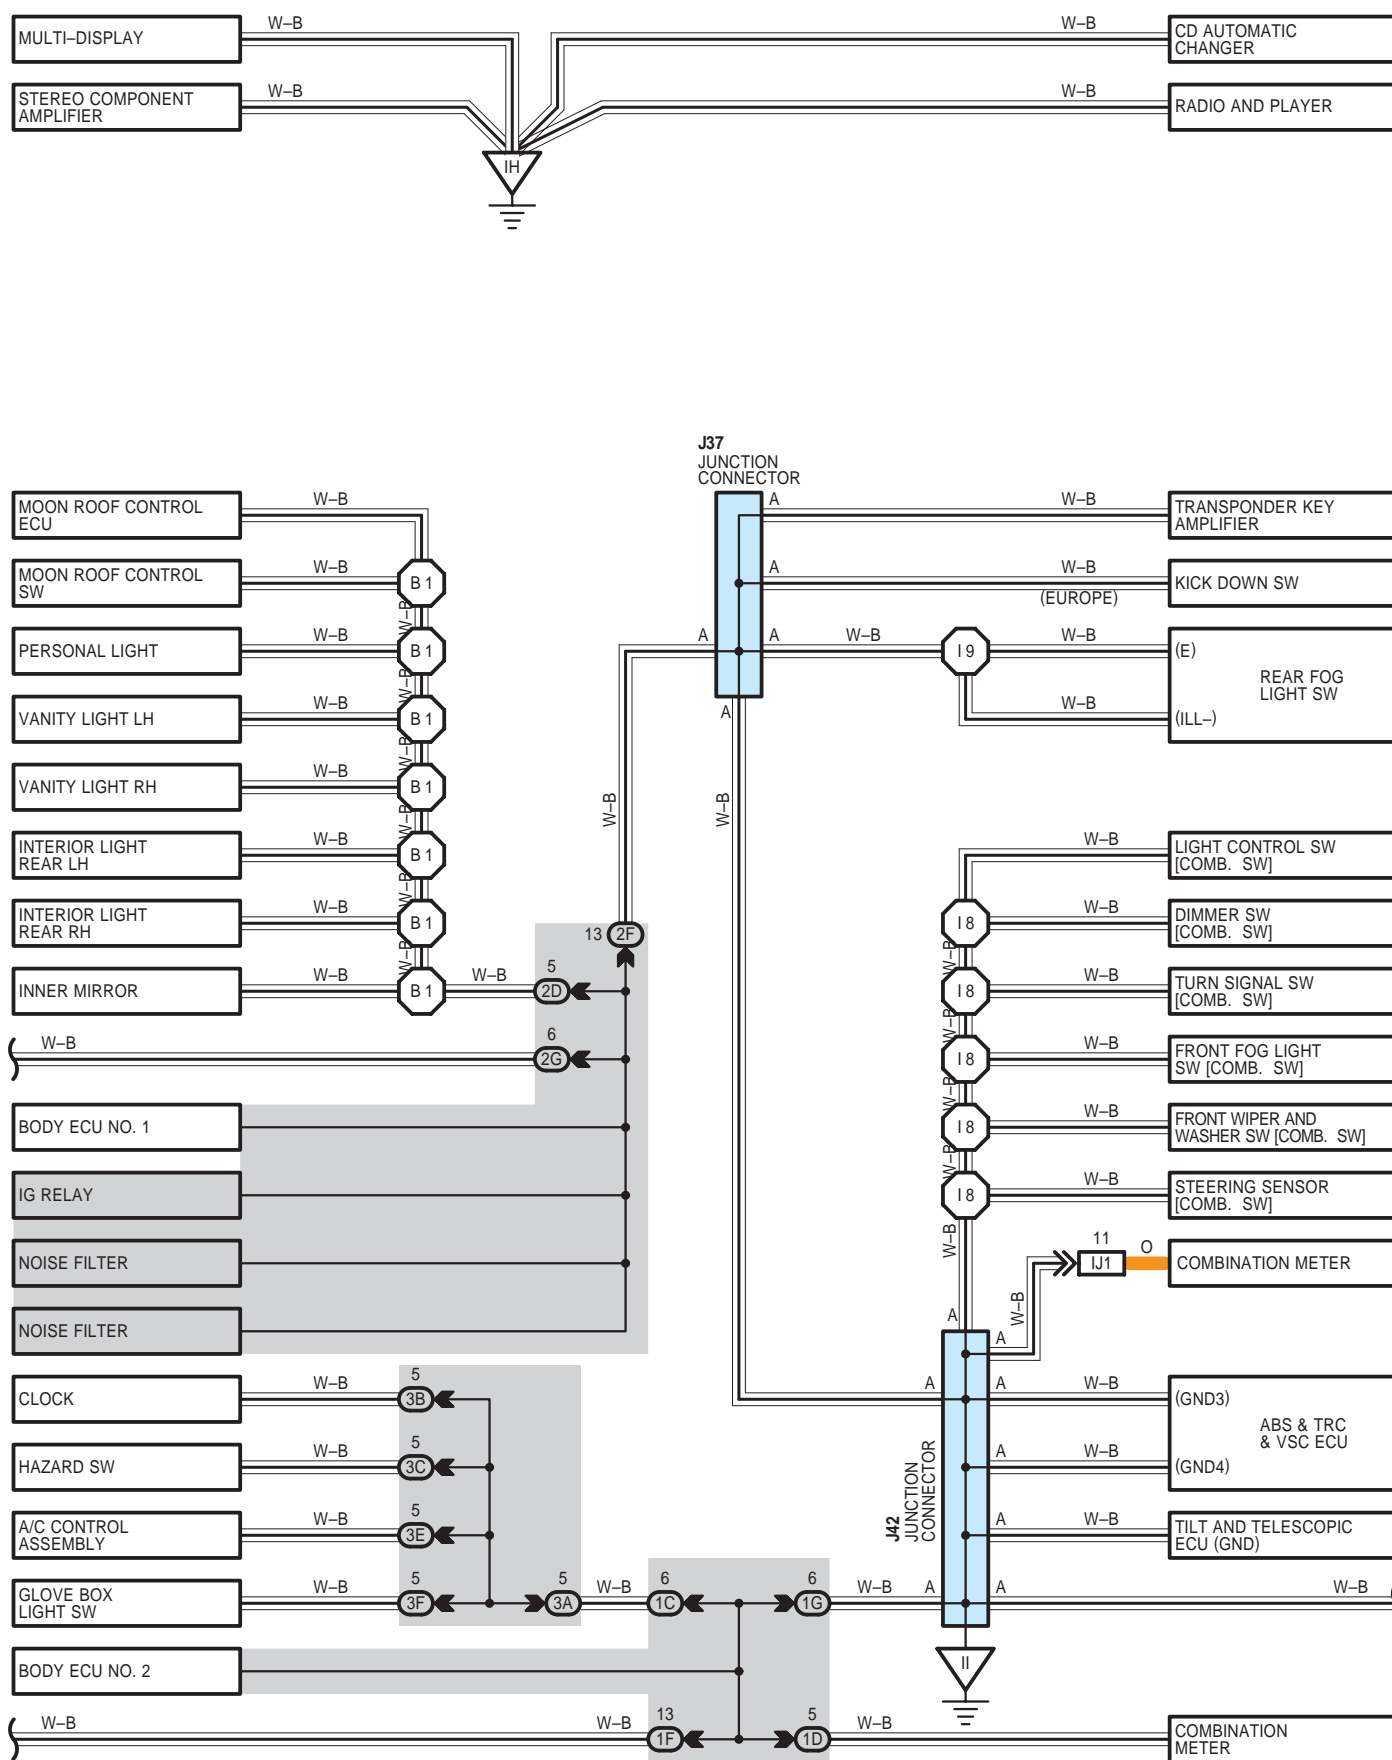 MULTI–DISPLAY
W–B
W–B
CD AUTOMATIC
CHANGER
STEREO COMPONENT
AMPLIFIER
W–B
W–B
RADIO AND PLAYER
IH
J37
JUNCTION
CONNECTOR
MOON ROOF CONTROL
ECU
W–B
A
W–B
TRANSPONDER KEY
AMPLIFIER
MOON ROOF CONTROL
SW
W–B
B 1
A
W–B
(EUROPE)
KICK DOWN SW
W–B
PERSONAL LIGHT
W–B
B 1
A
A
W–B
I 9
W–B
(E)
REAR FOG
LIGHT SW
W–B
VANITY LIGHT LH
W–B
B 1
A
W–B
(ILL–)
W–B
VANITY LIGHT RH
W–B
B 1
W–B
W–B
W–B
INTERIOR LIGHT
REAR LH
W–B
B 1
W–B
LIGHT CONTROL SW
[COMB. SW]
W–B
INTERIOR LIGHT
REAR RH
W–B
B 1
13
2F
I 8
W–B
DIMMER SW
[COMB. SW]
W–B
W–B
INNER MIRROR
W–B
B 1
W–B
5
2D
I 8
W–B
TURN SIGNAL SW
[COMB. SW]
W–B
W–B
6
2G
I 8
W–B
FRONT FOG LIGHT
SW [COMB. SW]
W–B
BODY ECU NO. 1
I 8
W–B
FRONT WIPER AND
WASHER SW [COMB. SW]
W–B
IG RELAY
I 8
W–B
STEERING SENSOR
[COMB. SW]
W–B
NOISE FILTER
11
IJ1
O
COMBINATION METER
W–B
NOISE FILTER
A
A
CLOCK
W–B
5
3B
A
A
W–B
(GND3)
ABS & TRC
& VSC ECU
HAZARD SW
W–B
5
3C
A
W–B
(GND4)
J42
JUNCTION
CONNECTOR
A/C CONTROL
ASSEMBLY
W–B
5
3E
A
W–B
TILT AND TELESCOPIC
ECU (GND)
GLOVE BOX
LIGHT SW
W–B
5
3F
5
3A
W–B
6
1C
6
1G
W–B
A
A
W–B
BODY ECU NO. 2
II
W–B
W–B
13
1F
5
1D
W–B
COMBINATION
METER